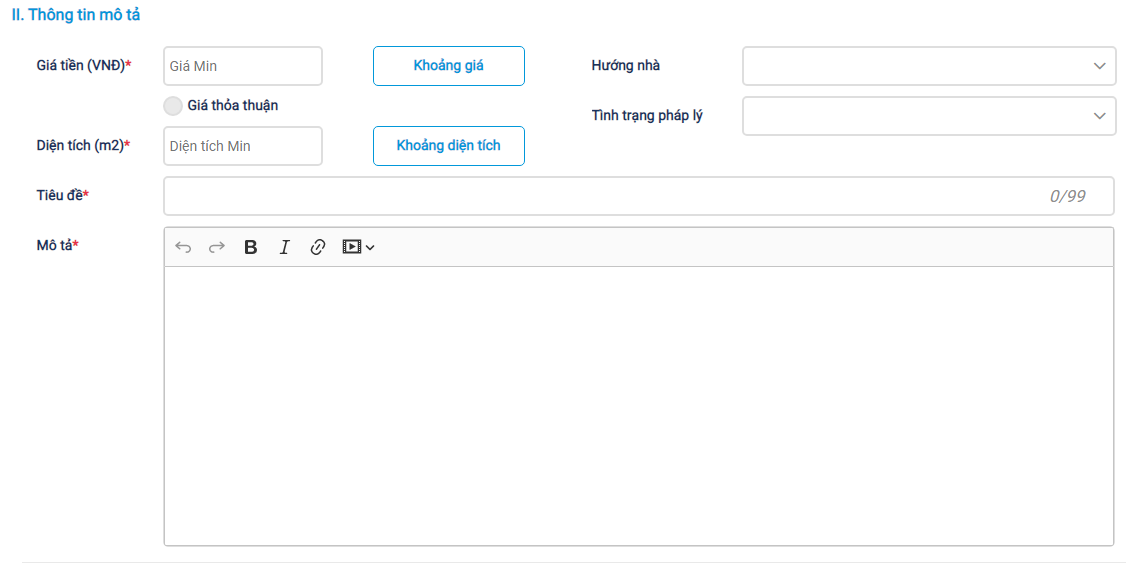 II. Thông tin mô tả
Giá tiền (VNĐ)* Giá Min Khoảng giá Hướng nhà
Giá thỏa thuận
Tình trạng pháp lý
Diện tích (m2)* Diện tích Min Khoảng diện tích
Tiêu đề* 0/99
Mô tả* B I